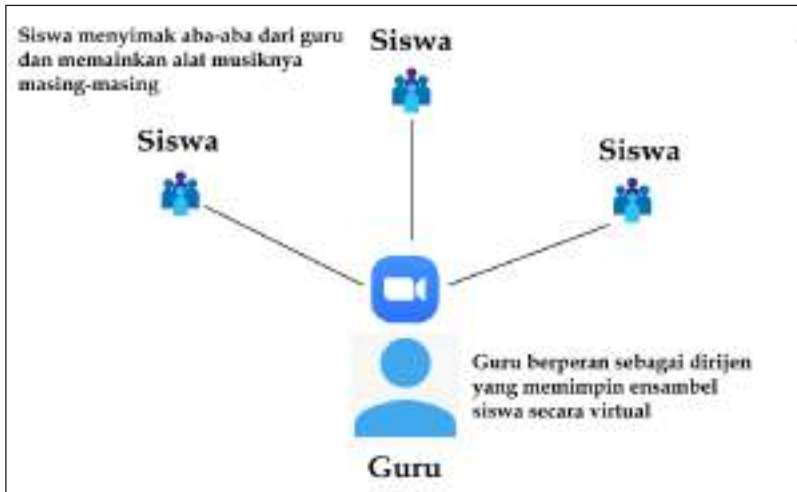 Siswa menyimak aba-aba dari guru
dan memainkan alat musiknya
masing-masing
Siswa
Siswa
Siswa
Guru berperan sebagai dirijen
yang memimpin ensambel
siswa secara virtual
Guru